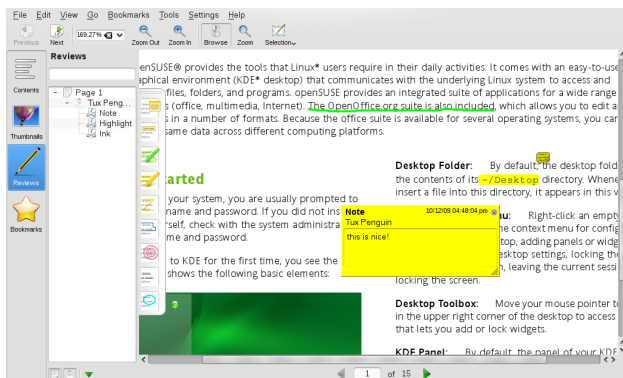 File Edit View Go Bookmarks Tools Settings Help
Previous Next 169.27% Zoom Out Zoom In Browse Zoom Selection
Reviews
Contents
Thumbnails
Reviews
Bookmarks
Page 1
Tux Peng...
Note
Highlight
Ink
enSUSE® provides the tools that Linux* users require in their daily activities. It comes with an easy-to-use
aphical environment (KDE* desktop) that communicates with the underlying Linux system to access and
files, folders, and programs. openSUSE provides an integrated suite of applications for a wide range
s (office, multimedia, Internet). The OpenOffice.org suite is also included, which allows you to edit a
s in a number of formats. Because the office suite is available for several operating systems, you can
same data across different computing platforms.
arted
your system, you are usually prompted to
name and password. If you did not ins
rself, check with the system administra
me and password.
to KDE for the first time, you see the
shows the following basic elements:
Desktop Folder: By default, the desktop fold
the contents of its ~/Desktop directory. Whene
insert a file into this directory, it appears in this v
nu: Right-click an empty
he context menu for config
top, adding panels or widg
esktop settings, locking the
n, leaving the current sessi
locking the screen.
Note 10/12/09 04:48:04 pm
Tux Penguin
this is nice!
Desktop Toolbox: Move your mouse pointer to
in the upper right corner of the desktop to access
that lets you add or lock widgets.
KDE Panel: By default, the panel of your KDE
1 of 15